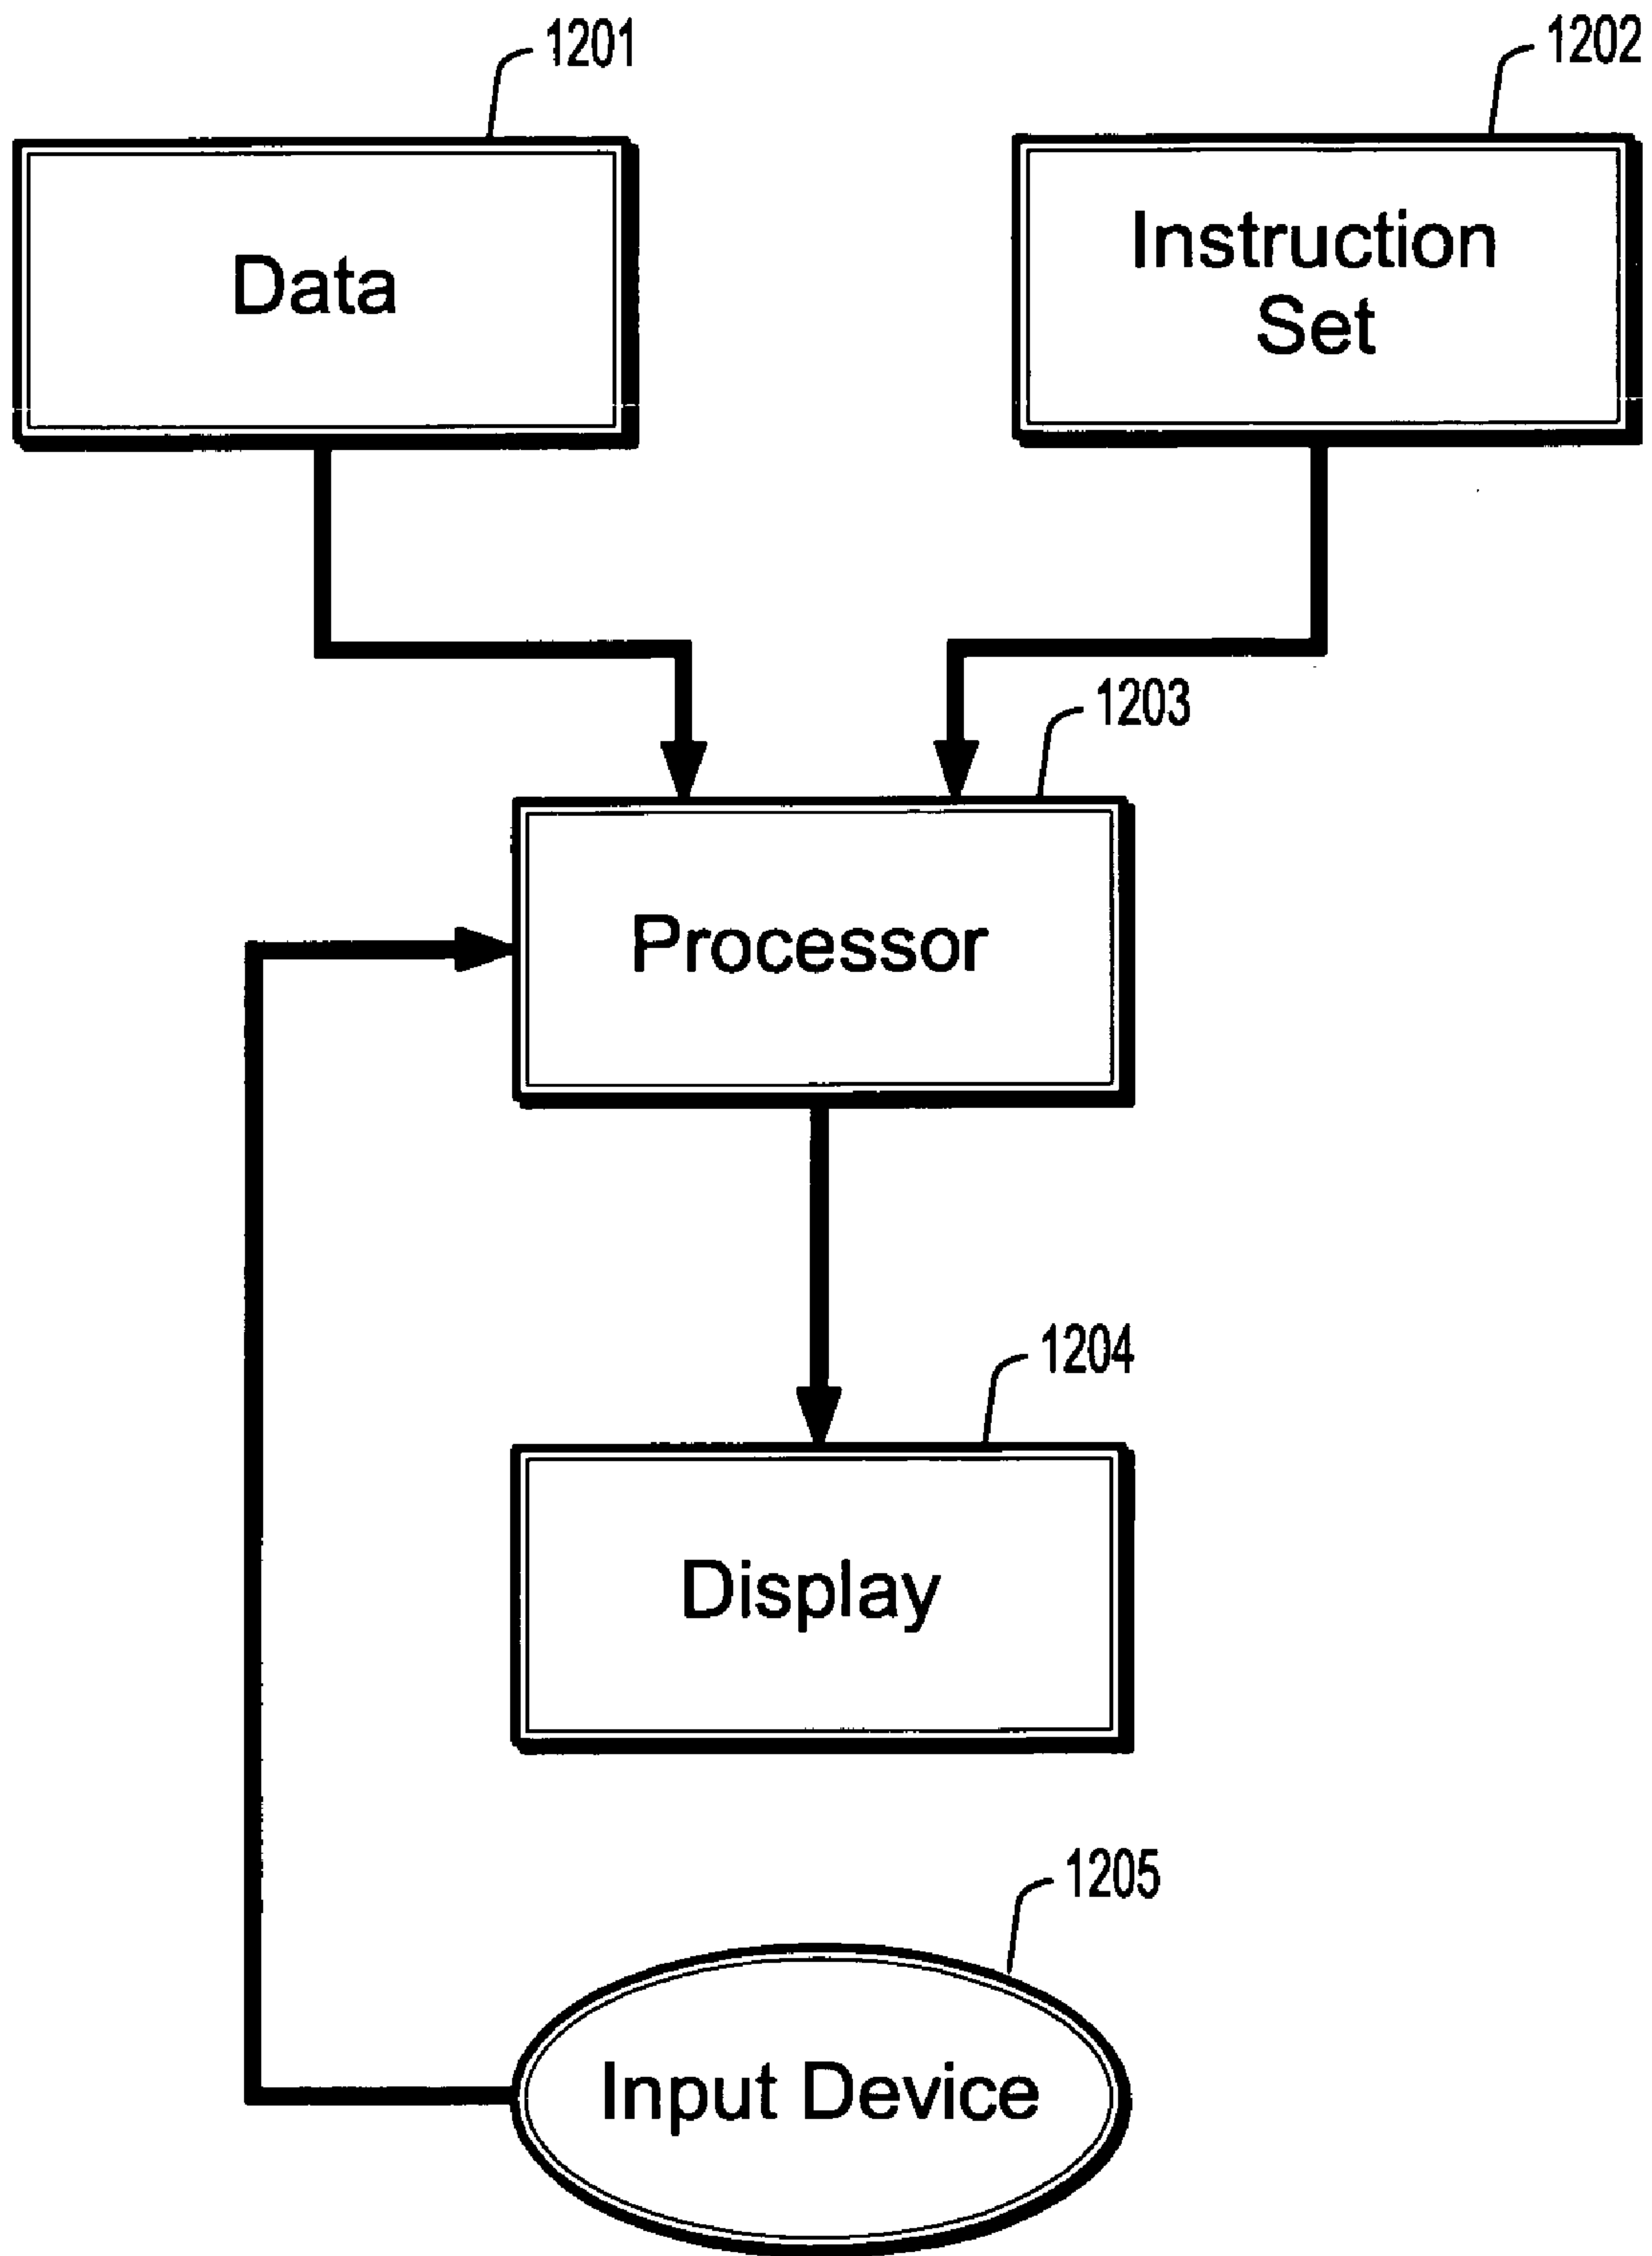 1201
1202
Data
Instruction
Set
1203
Processor
1204
Display
1205
Input Device